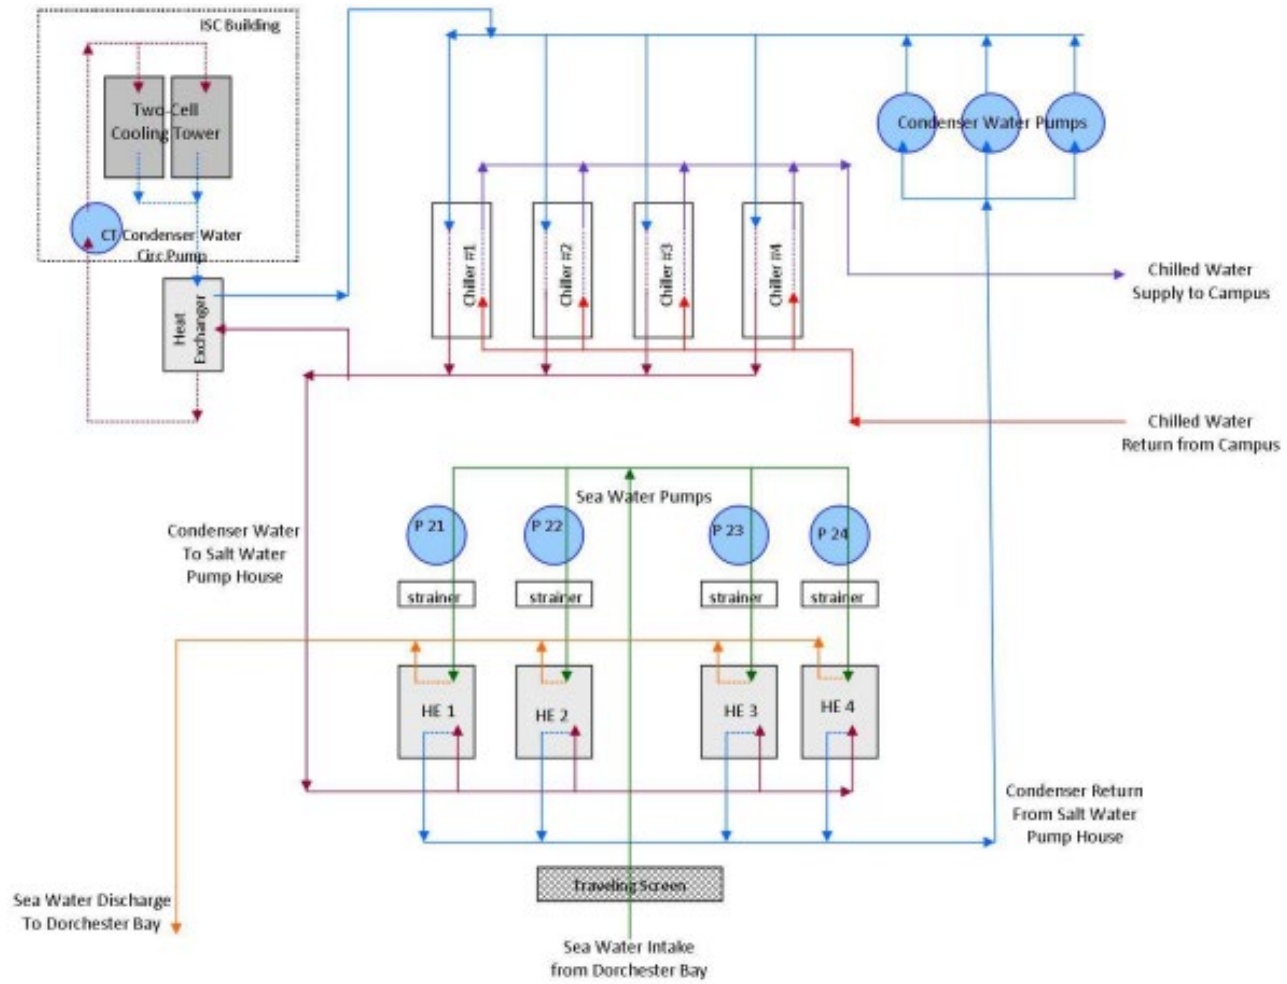 ISC Building
Two-Cell
Cooling Tower
CT Condenser Water
Circ Pump
Heat
Exchanger
Condenser Water Pumps
Chiller #1
Chiller #2
Chiller #3
Chiller #4
Chilled Water
Supply to Campus
Chilled Water
Return from Campus
Sea Water Pumps
P 21
P 22
P 23
P 24
Condenser Water
To Salt Water
Pump House
strainer
strainer
strainer
strainer
HE 1
HE 2
HE 3
HE 4
Condenser Return
From Salt Water
Pump House
Traveling Screen
Sea Water Discharge
To Dorchester Bay
Sea Water Intake
from Dorchester Bay